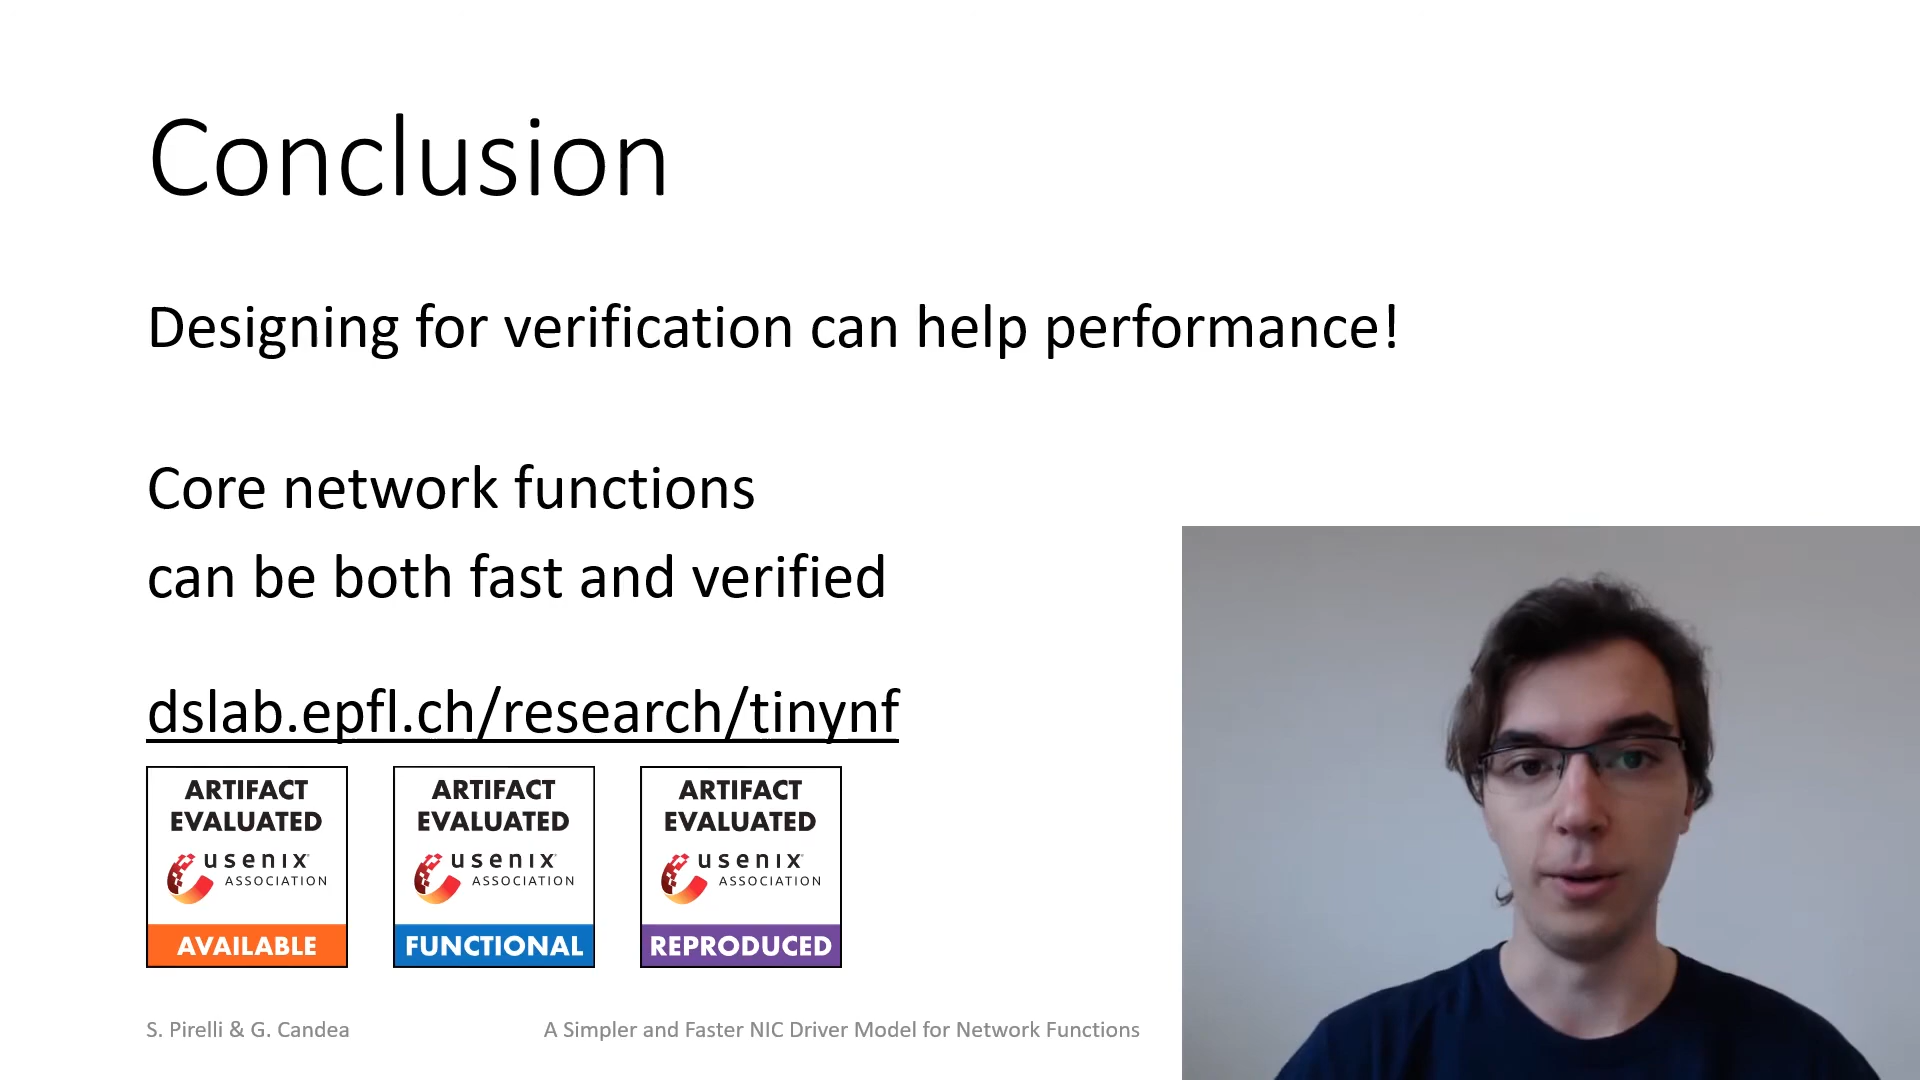 Conclusion
Designing for verification can help performance!
Core network functions
can be both fast and verified
dslab.epfl.ch/research/tinynf
ARTIFACT
EVALUATED
usenix
ASSOCIATION
AVAILABLE
ARTIFACT
EVALUATED
usenix
ASSOCIATION
FUNCTIONAL
ARTIFACT
EVALUATED
usenix
ASSOCIATION
REPRODUCED
S. Pirelli & G. Candea
A Simpler and Faster NIC Driver Model for Network Functions